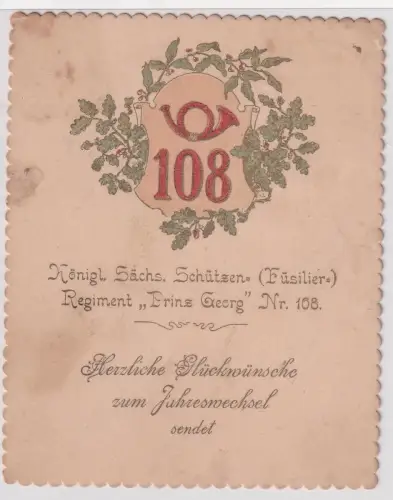 108
Königl. Sächs. Schützen- (Füsilier-)
Regiment „Prinz Georg" Nr. 108.
Herzliche Glückwünsche
zum Jahreswechsel
sendet